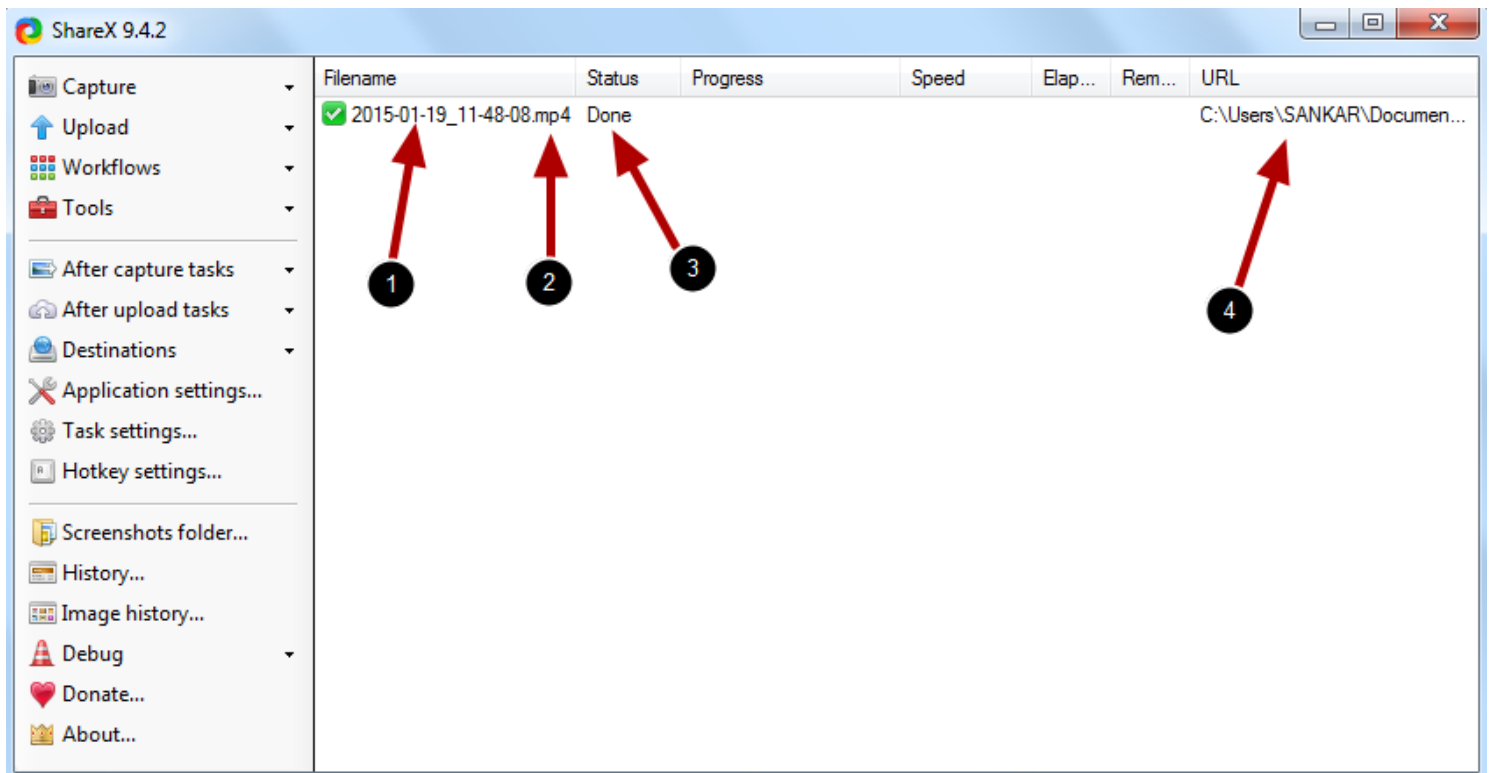 ShareX 9.4.2
Capture
Upload
Workflows
Tools
After capture tasks
After upload tasks
Destinations
Application settings...
Task settings...
Hotkey settings...
Screenshots folder...
History...
Image history...
Debug
Donate...
About...
Filename Status Progress Speed Elap... Rem... URL
2015-01-19_11-48-08.mp4 Done C:\Users\SANKAR\Documen...
1 2 3 4